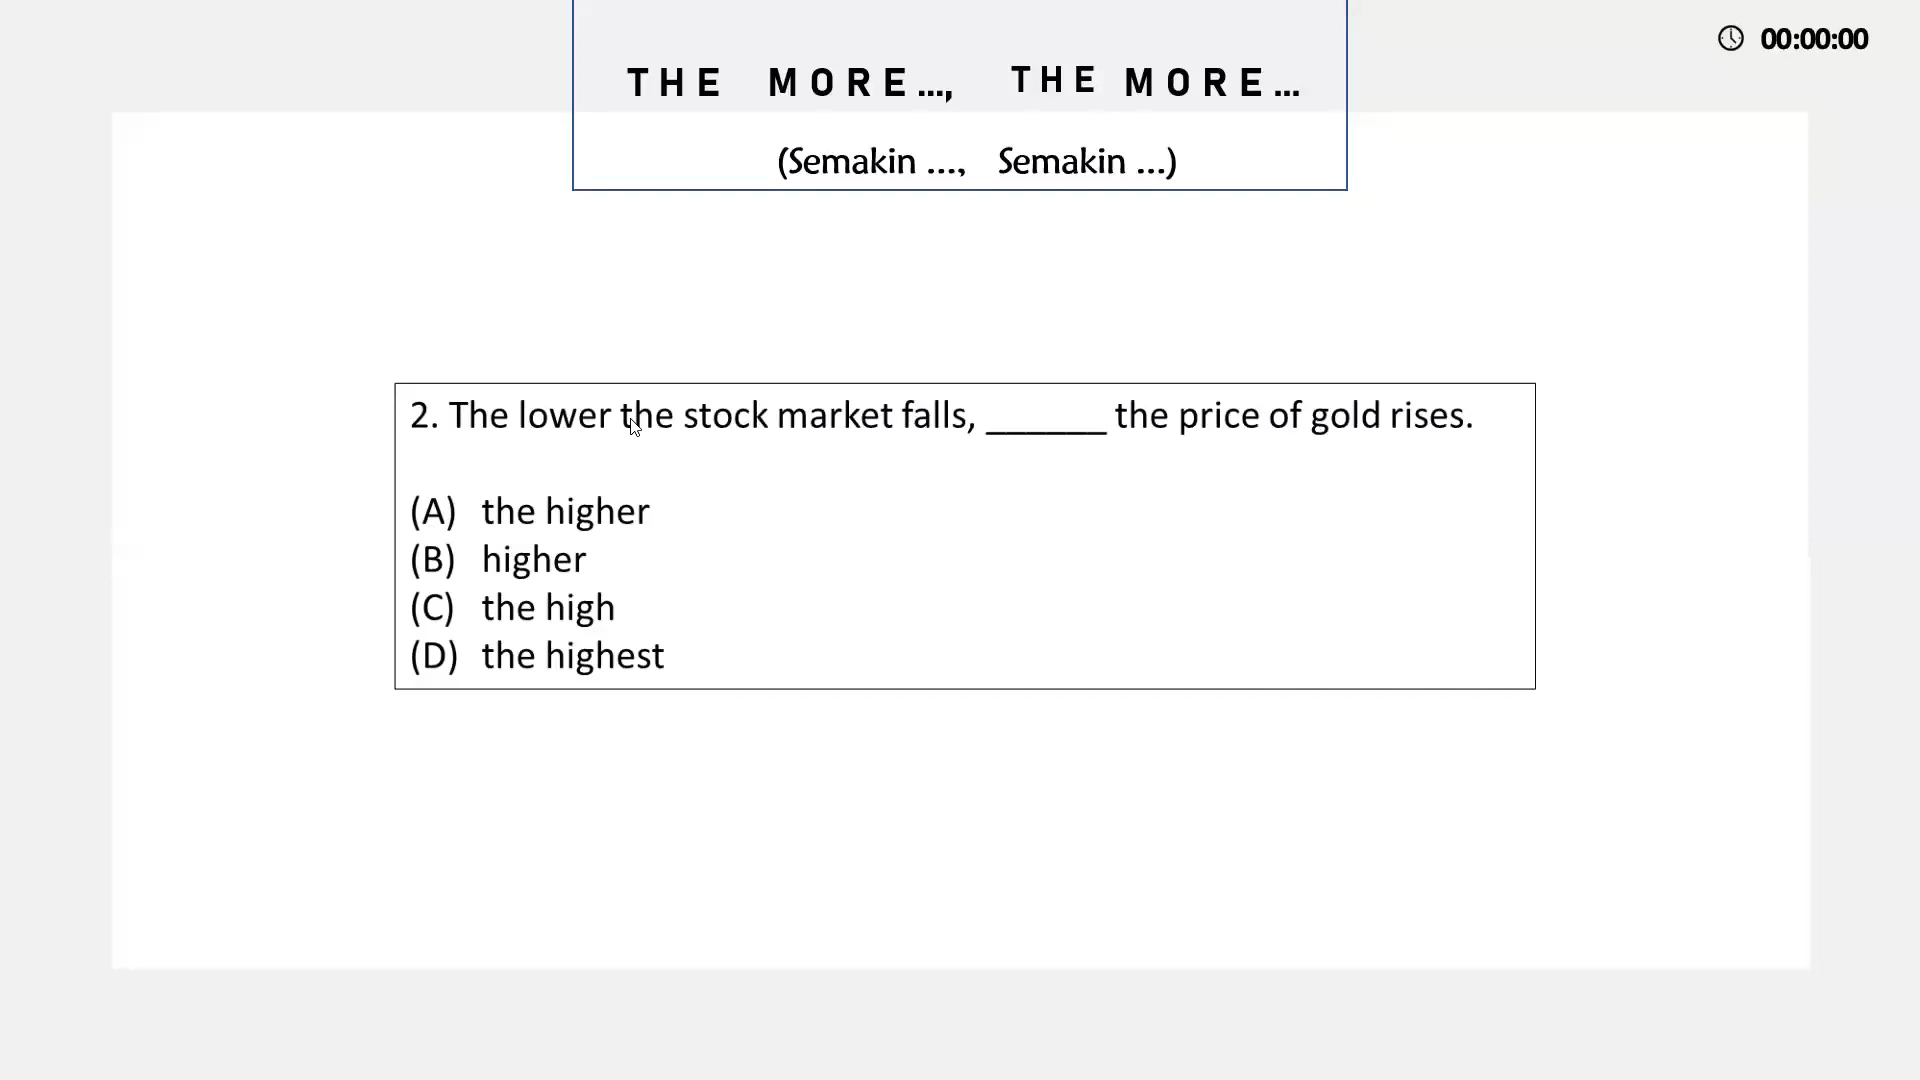 00:00:00
THE MORE..., THE MORE...
(Semakin ..., Semakin ...)
2. The lower the stock market falls, ______ the price of gold rises.
(A) the higher
(B) higher
(C) the high
(D) the highest